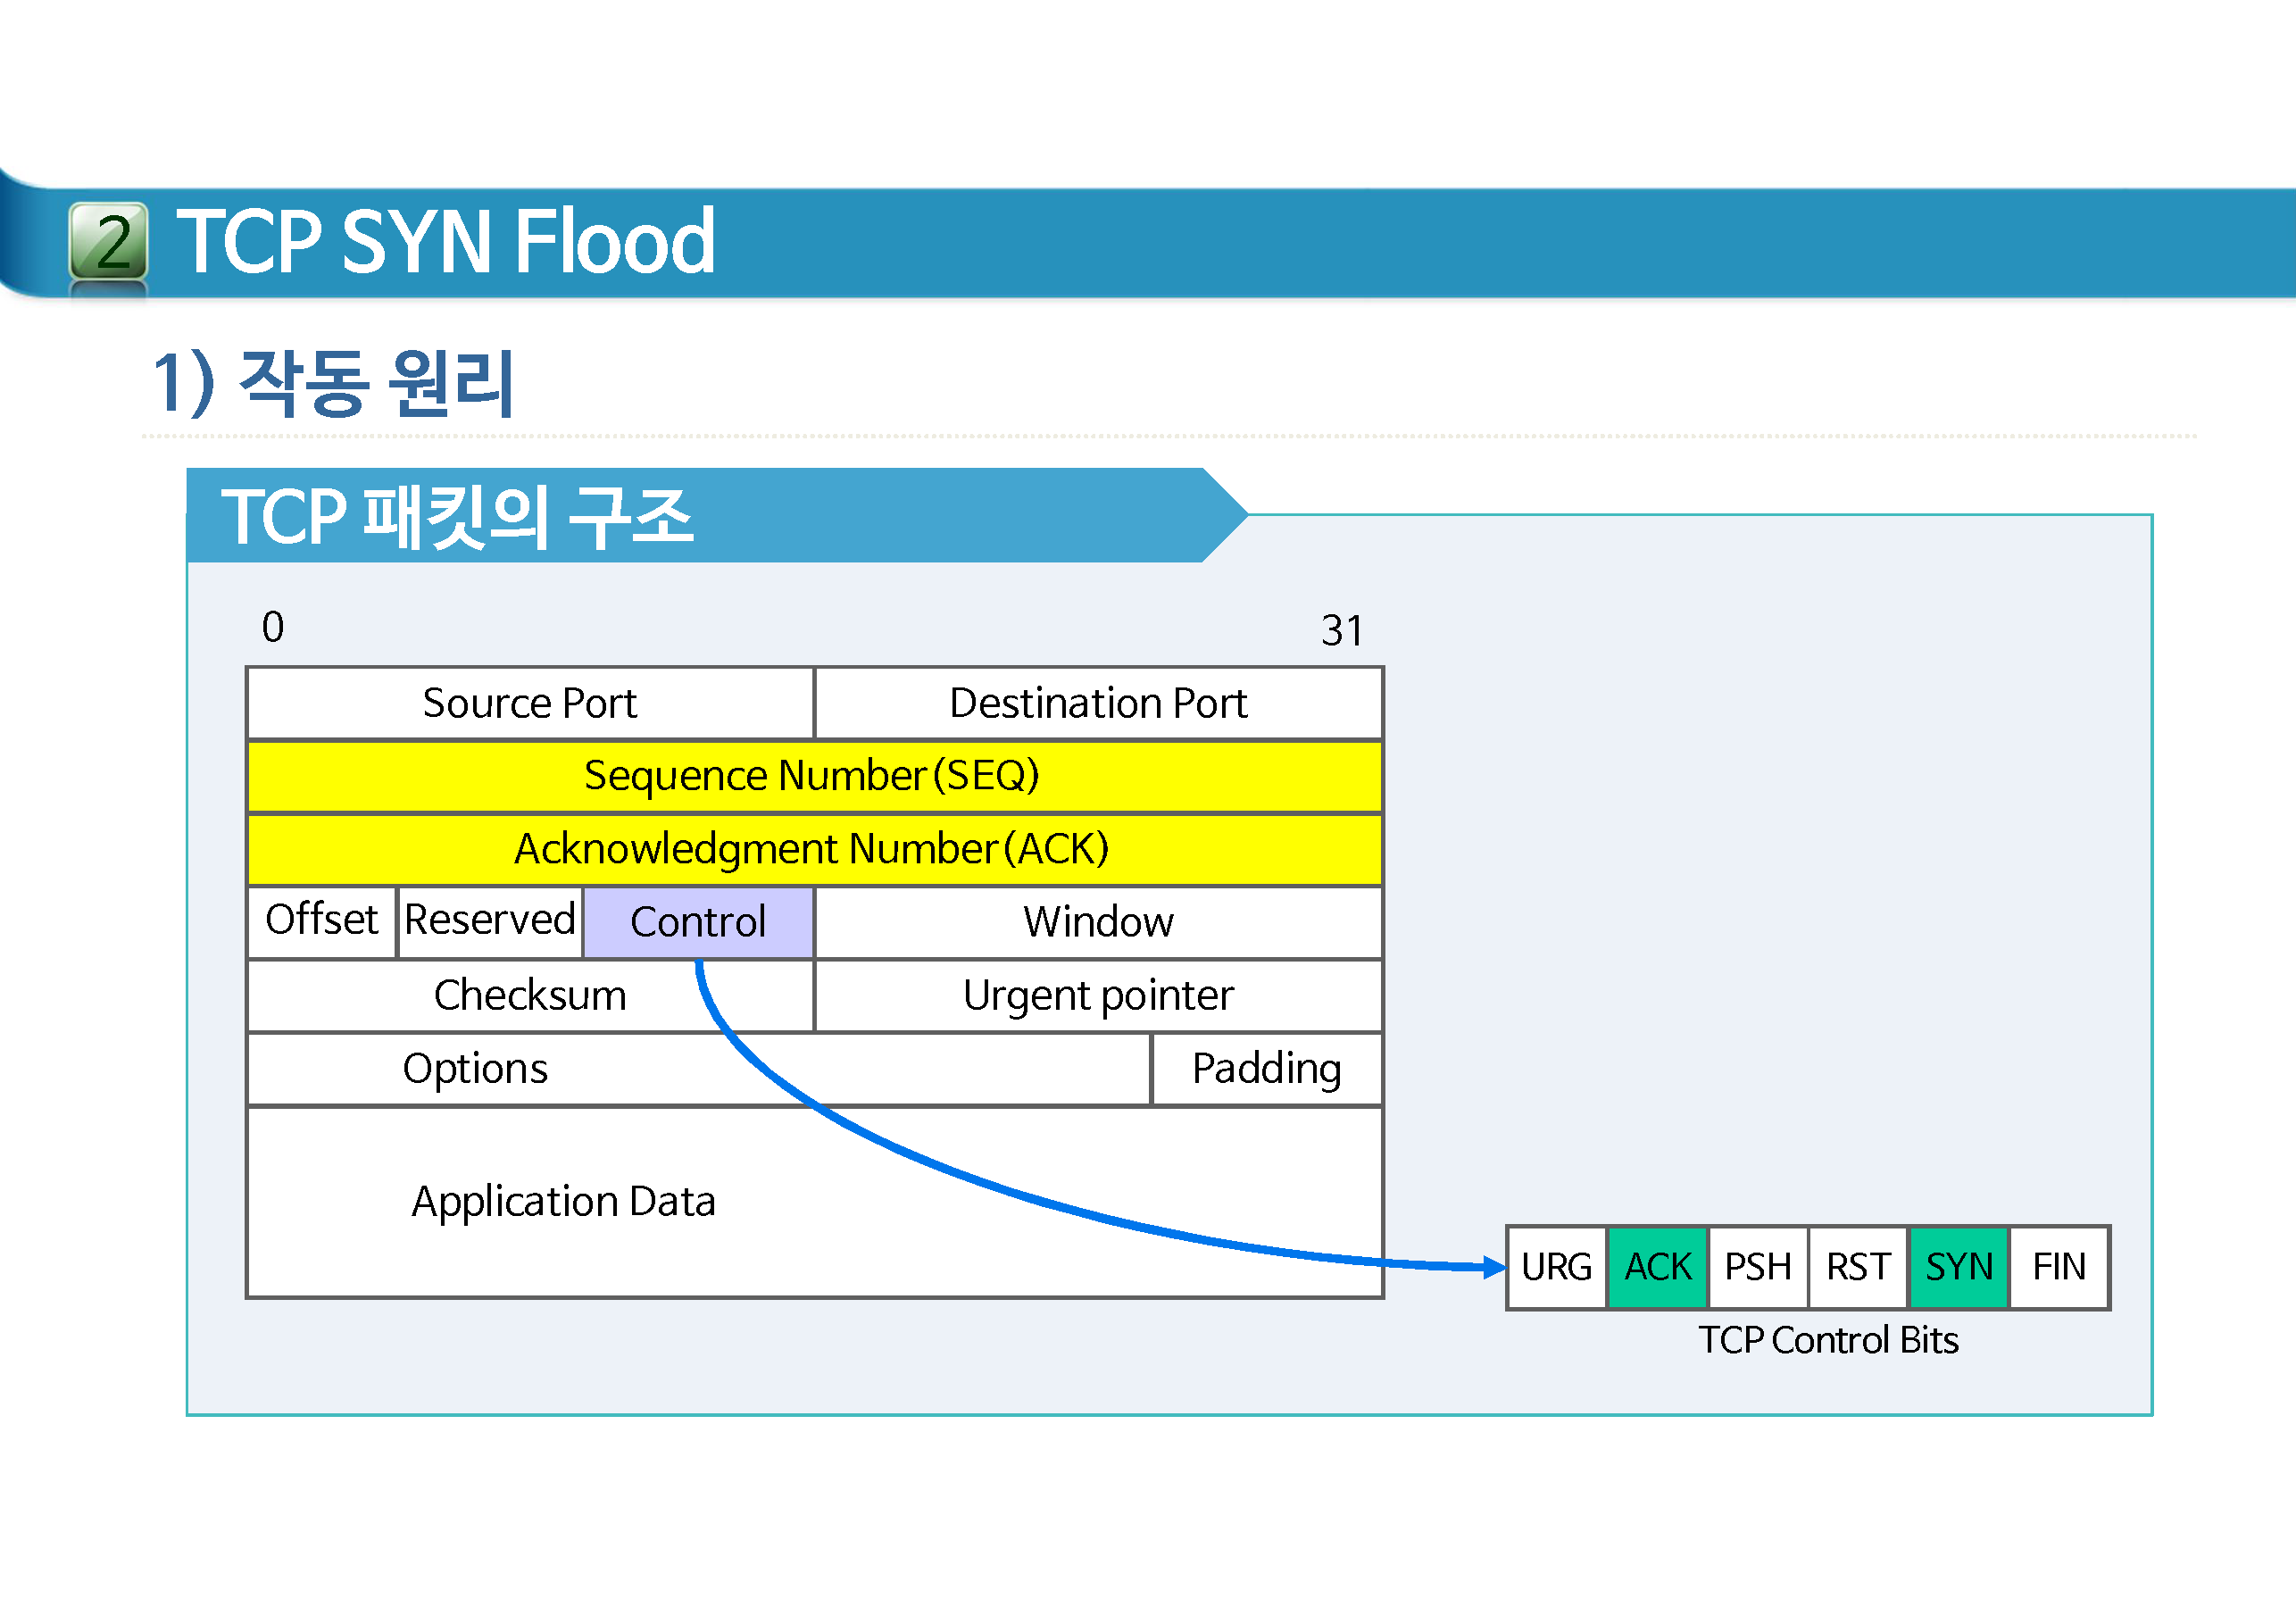 2 TCP SYN Flood
1) 작동 원리
TCP 패킷의 구조
0 31
Source Port Destination Port
Sequence Number(SEQ)
Acknowledgment Number(ACK)
Offset Reserved Control Window
Checksum Urgent pointer
Options Padding
Application Data
URG ACK PSH RST SYN FIN
TCP Control Bits